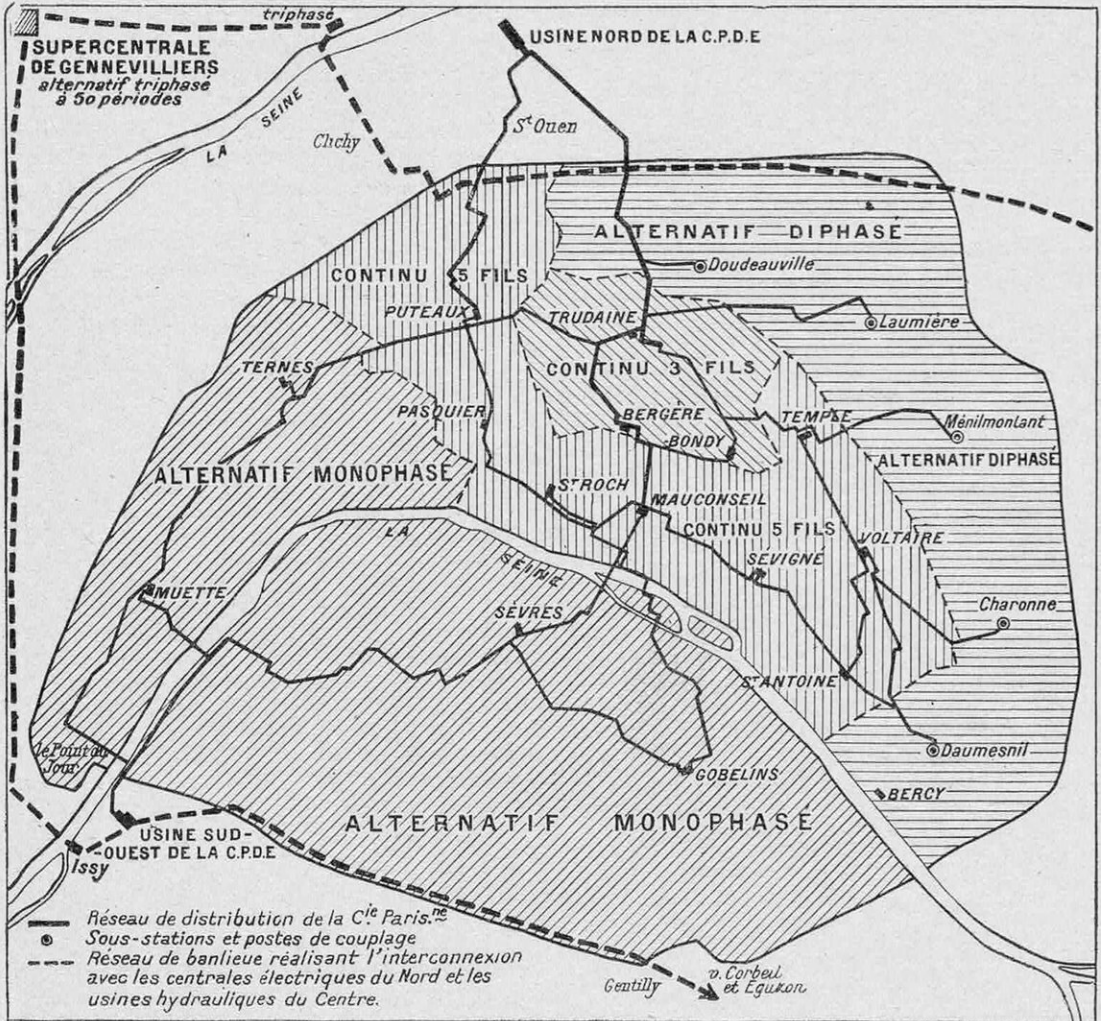 triphasé
SUPERCENTRALE
DE GENNEVILLIERS
alternatif triphasé
à 50 périodes
USINE NORD DE LA C.P.D.E
LA SEINE
Clichy
St Ouen
ALTERNATIF DIPHASÉ
CONTINU 5 FILS
Doudeauville
PUTEAUX
TRUDAINE
Laumière
TERNES
CONTINU 3 FILS
PASQUIER
BERGÈRE
TEMPLE
Ménilmontant
BONDY
ALTERNATIF MONOPHASÉ
ALTERNATIF DIPHASÉ
St ROCH
MAUCONSEIL
LA SEINE
CONTINU 5 FILS
VOLTAIRE
SÉVIGNÉ
MUETTE
SÈVRES
Charonne
St ANTOINE
le Point du
Jour
GOBELINS
Daumesnil
BERCY
ALTERNATIF MONOPHASÉ
USINE SUD-
-OUEST DE LA C.P.D.E
Issy
Réseau de distribution de la Cie Paris.ne
Sous-stations et postes de couplage
Réseau de banlieue réalisant l'interconnexion
avec les centrales électriques du Nord et les
usines hydrauliques du Centre.
Gentilly
v. Corbeil
et Eguzon